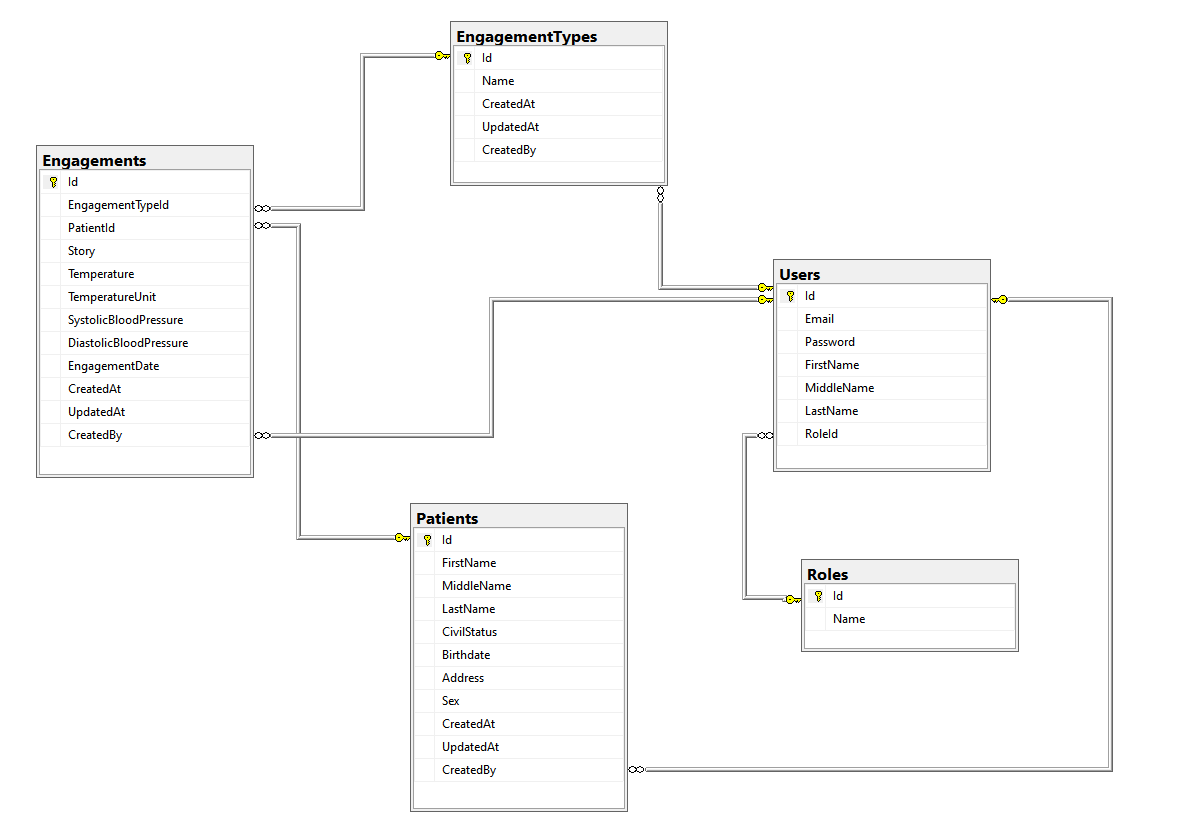 EngagementTypes
Id
Name
CreatedAt
UpdatedAt
CreatedBy
Engagements
Id
EngagementTypeId
PatientId
Story
Temperature
TemperatureUnit
SystolicBloodPressure
DiastolicBloodPressure
EngagementDate
CreatedAt
UpdatedAt
CreatedBy
Users
Id
Email
Password
FirstName
MiddleName
LastName
RoleId
Patients
Id
FirstName
MiddleName
LastName
CivilStatus
Birthdate
Address
Sex
CreatedAt
UpdatedAt
CreatedBy
Roles
Id
Name